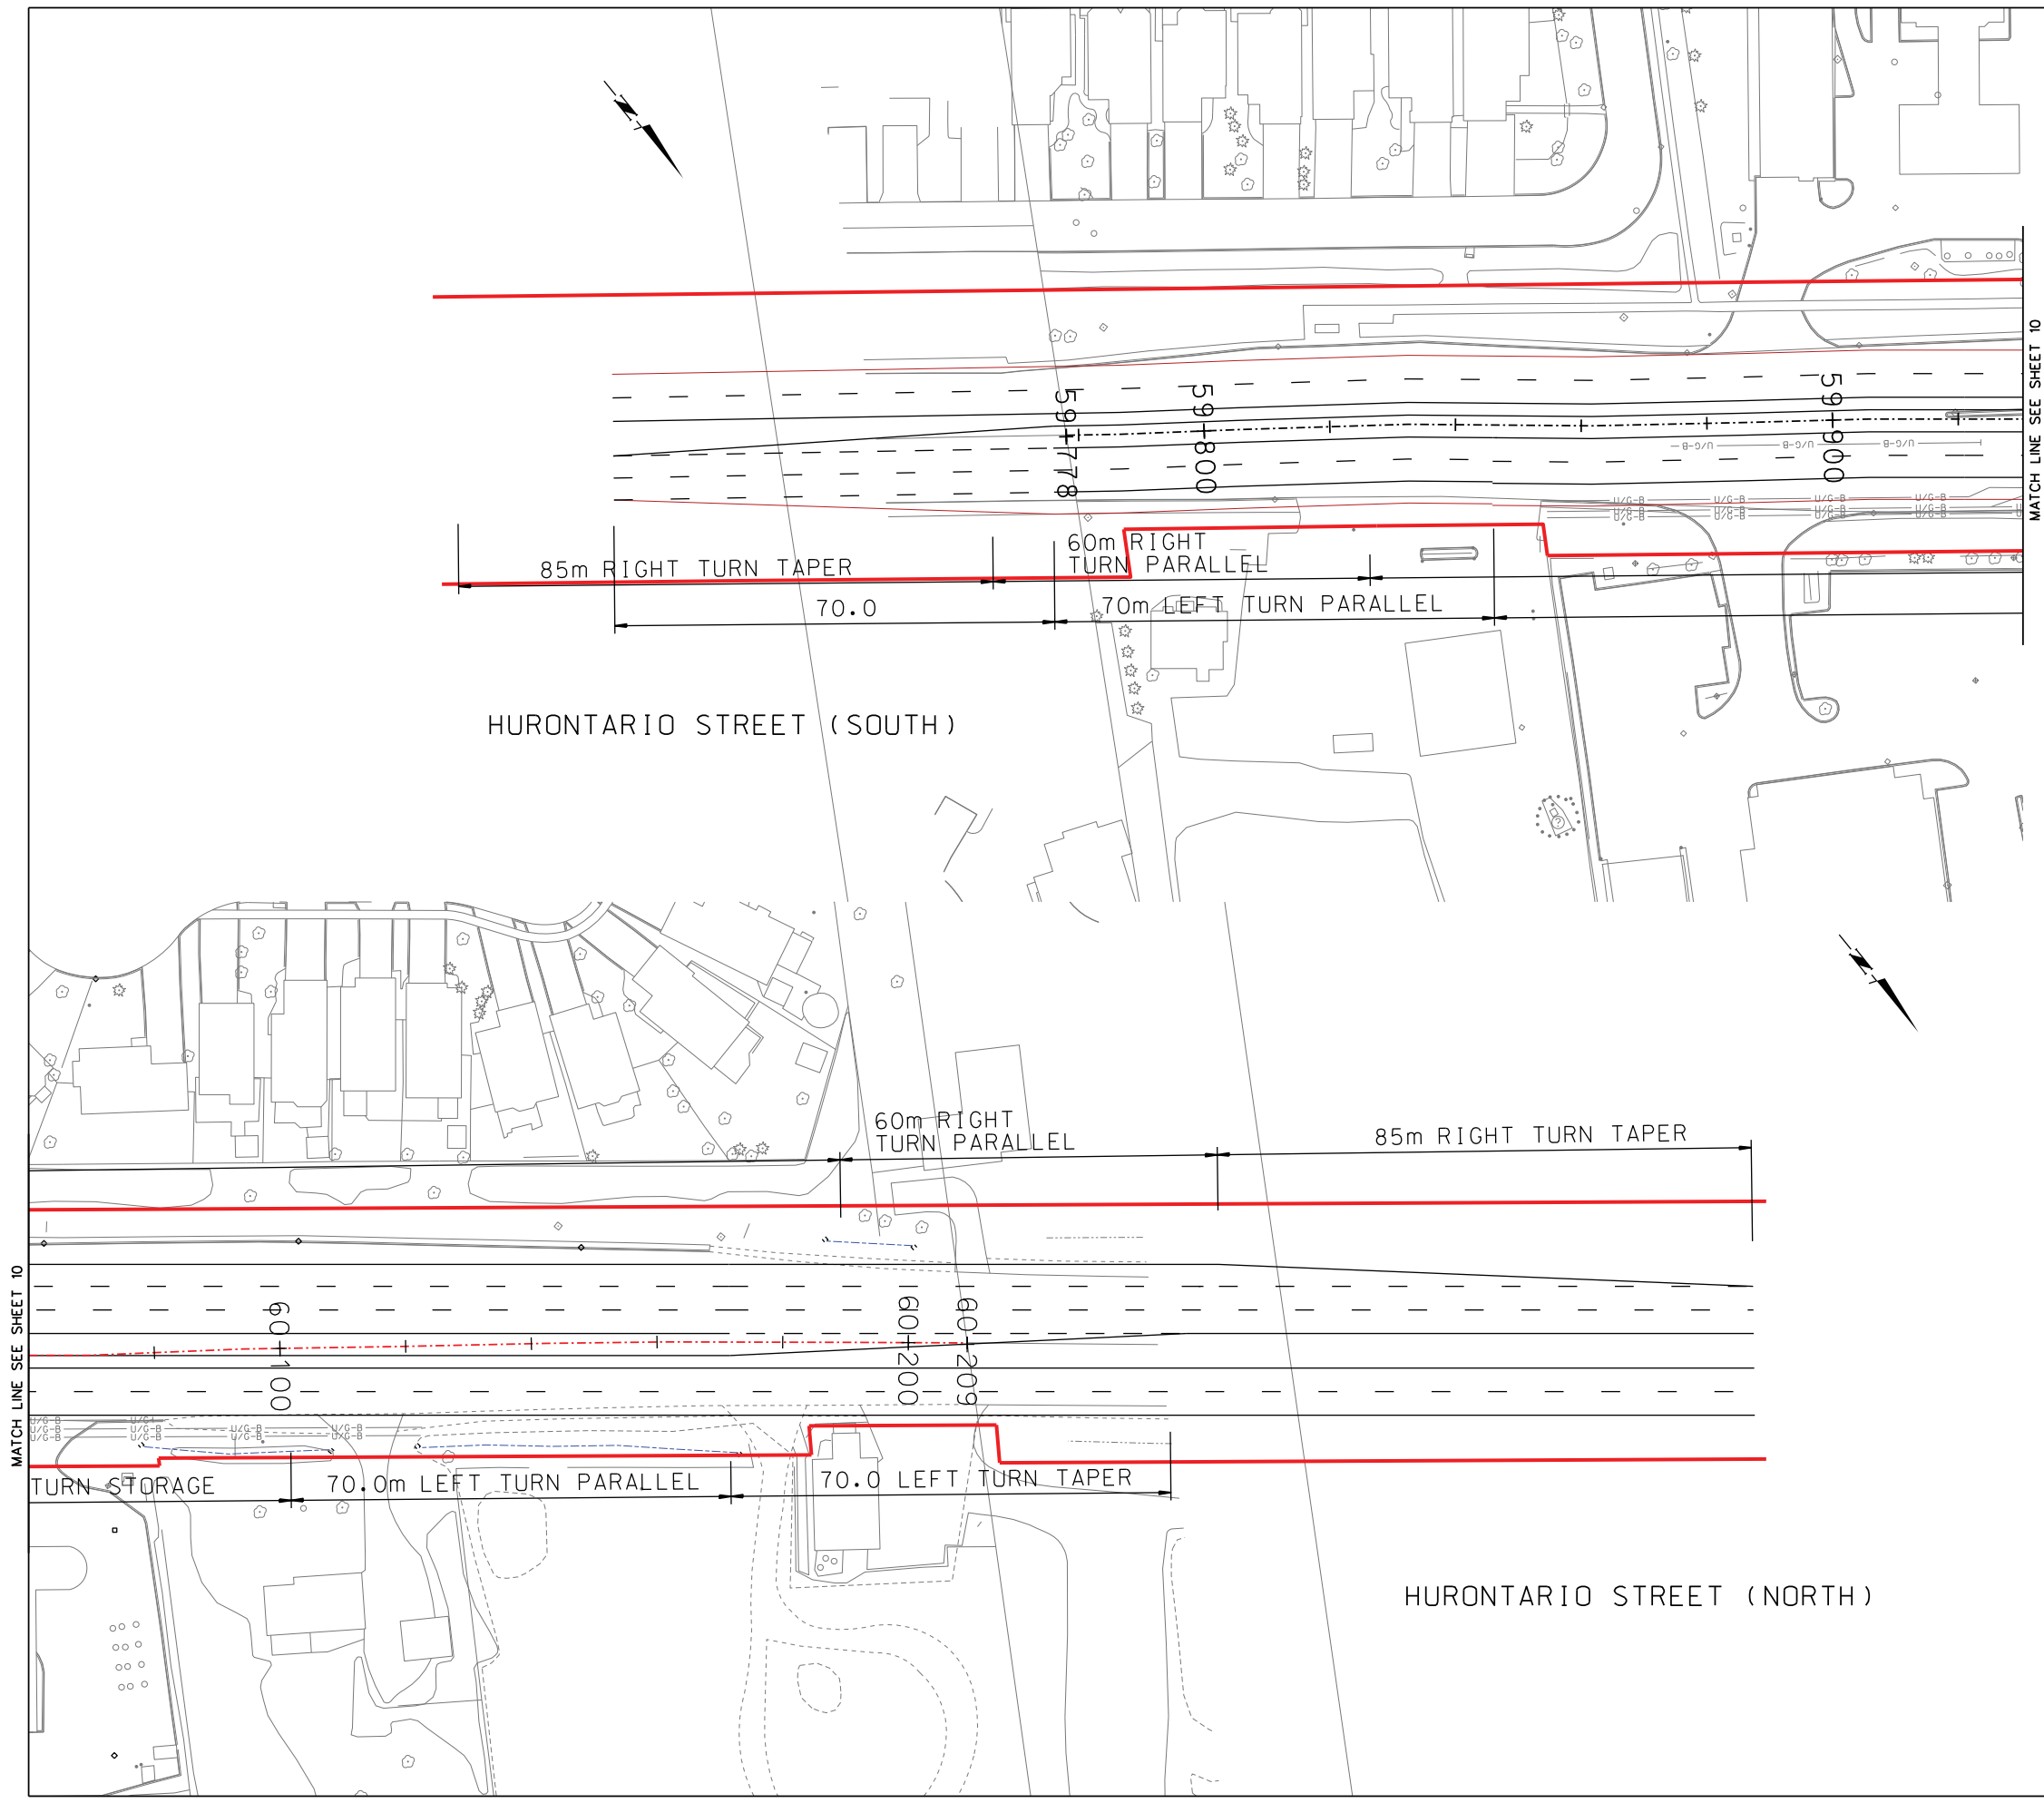 N
MATCH LINE SEE SHEET 10
59+778
59+800
59+900
U/G-B U/G-B U/G-B
U/G-B U/G-B U/G-B U/G-B
U/G-B U/G-B U/G-B U/G-B U
60m RIGHT
TURN PARALLEL
85m RIGHT TURN TAPER
70.0
70m LEFT TURN PARALLEL
HURONTARIO STREET (SOUTH)
?
N
60m RIGHT
TURN PARALLEL
85m RIGHT TURN TAPER
MATCH LINE SEE SHEET 10
60+100
60+200
60+209
U/G-B U/G-B
U/G-B U/G-B U/G-B U/G-B
U/G-B U/G-B U/G-B U/G-B
TURN STORAGE
70.0m LEFT TURN PARALLEL
70.0 LEFT TURN TAPER
HURONTARIO STREET (NORTH)